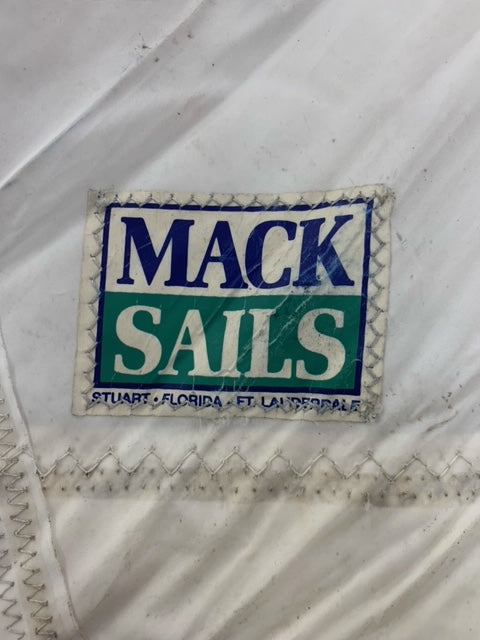 MACK
SAILS
STUART • FLORIDA • FT. LAUDERDALE